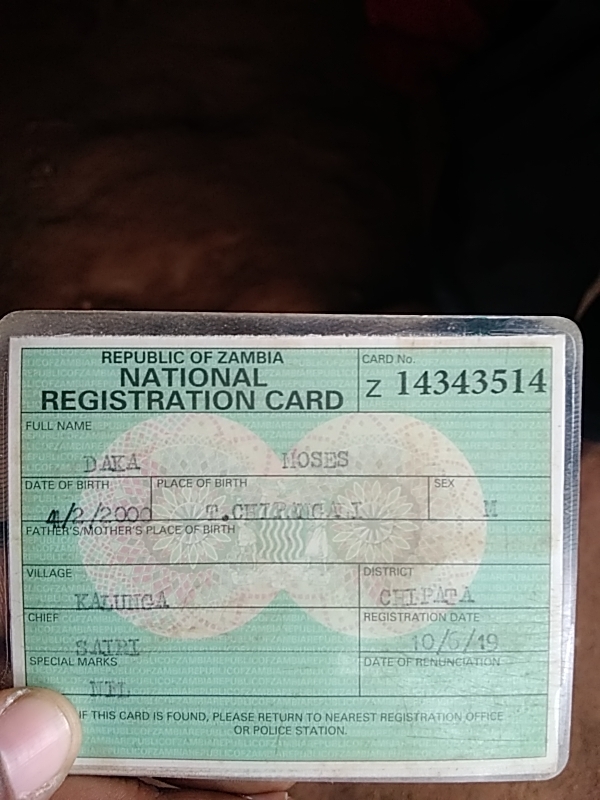 REPUBLIC OF ZAMBIA
NATIONAL
REGISTRATION CARD
CARD No.
Z 14343514
FULL NAME
DAKA MOSES
DATE OF BIRTH PLACE OF BIRTH SEX
4/2/2000 M
FATHER'S/MOTHER'S PLACE OF BIRTH
VILLAGE DISTRICT
KALUNGA CHIPATA
CHIEF REGISTRATION DATE
10/6/19
SPECIAL MARKS DATE OF RENUNCIATION
NIL
IF THIS CARD IS FOUND, PLEASE RETURN TO NEAREST REGISTRATION OFFICE
OR POLICE STATION.